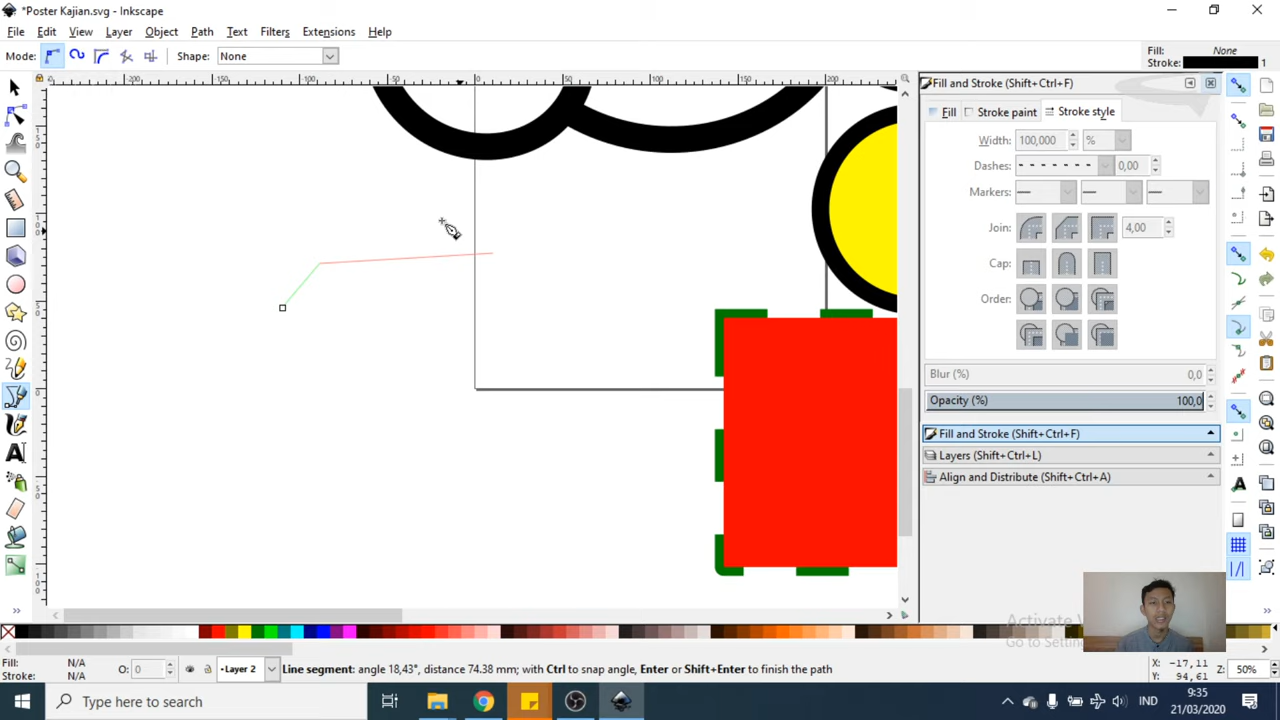 *Poster Kajian.svg - Inkscape
File Edit View Layer Object Path Text Filters Extensions Help
Mode: Shape: None
Fill: None
Stroke: 1
Fill and Stroke (Shift+Ctrl+F)
Fill Stroke paint Stroke style
Width: 100,000 %
Dashes: 0,00
Markers:
Join: 4,00
Cap:
Order:
Blur (%) 0,0
Opacity (%) 100,0
Fill and Stroke (Shift+Ctrl+F)
Layers (Shift+Ctrl+L)
Align and Distribute (Shift+Ctrl+A)
Fill: N/A
Stroke: N/A
O: 0
Layer 2
Line segment: angle 18,43°, distance 74.38 mm; with Ctrl to snap angle, Enter or Shift+Enter to finish the path
X: -17,11
Y: 94,61
Z: 50%
Type here to search
IND
9:35
21/03/2020